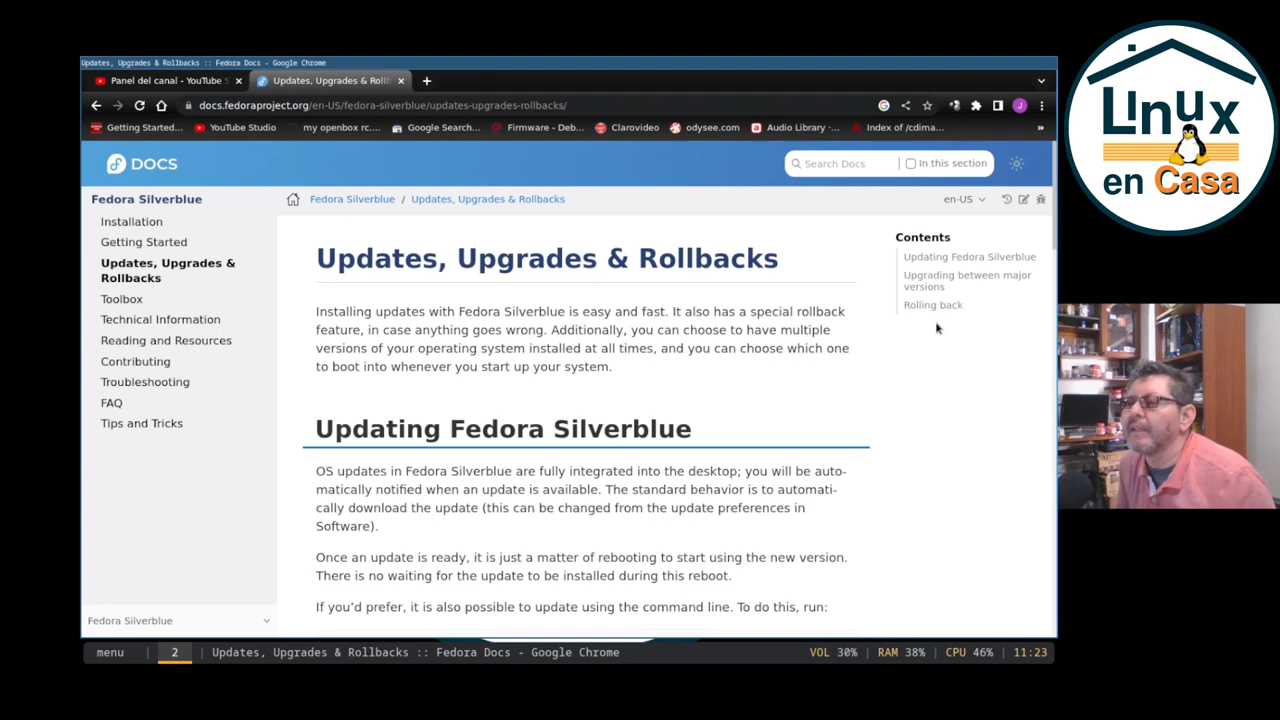 Updates, Upgrades & Rollbacks :: Fedora Docs - Google Chrome
Panel del canal - YouTube S
Updates, Upgrades & Roll
docs.fedoraproject.org/en-US/fedora-silverblue/updates-upgrades-rollbacks/
J
Getting Started...
YouTube Studio
my openbox rc....
Google Search...
Firmware - Deb...
Clarovideo
odysee.com
Audio Library -...
Index of /cdima...
»
DOCS
Search Docs
In this section
Fedora Silverblue
Installation
Getting Started
Updates, Upgrades &
Rollbacks
Toolbox
Technical Information
Reading and Resources
Contributing
Troubleshooting
FAQ
Tips and Tricks
Fedora Silverblue
Fedora Silverblue / Updates, Upgrades & Rollbacks
en-US
Updates, Upgrades & Rollbacks
Installing updates with Fedora Silverblue is easy and fast. It also has a special rollback
feature, in case anything goes wrong. Additionally, you can choose to have multiple
versions of your operating system installed at all times, and you can choose which one
to boot into whenever you start up your system.
Updating Fedora Silverblue
OS updates in Fedora Silverblue are fully integrated into the desktop; you will be auto-
matically notified when an update is available. The standard behavior is to automati-
cally download the update (this can be changed from the update preferences in
Software).
Once an update is ready, it is just a matter of rebooting to start using the new version.
There is no waiting for the update to be installed during this reboot.
If you’d prefer, it is also possible to update using the command line. To do this, run:
Contents
Updating Fedora Silverblue
Upgrading between major
versions
Rolling back
menu | 2 | Updates, Upgrades & Rollbacks :: Fedora Docs - Google Chrome
VOL 30% | RAM 38% | CPU 46% | 11:23
LInux
en Casa